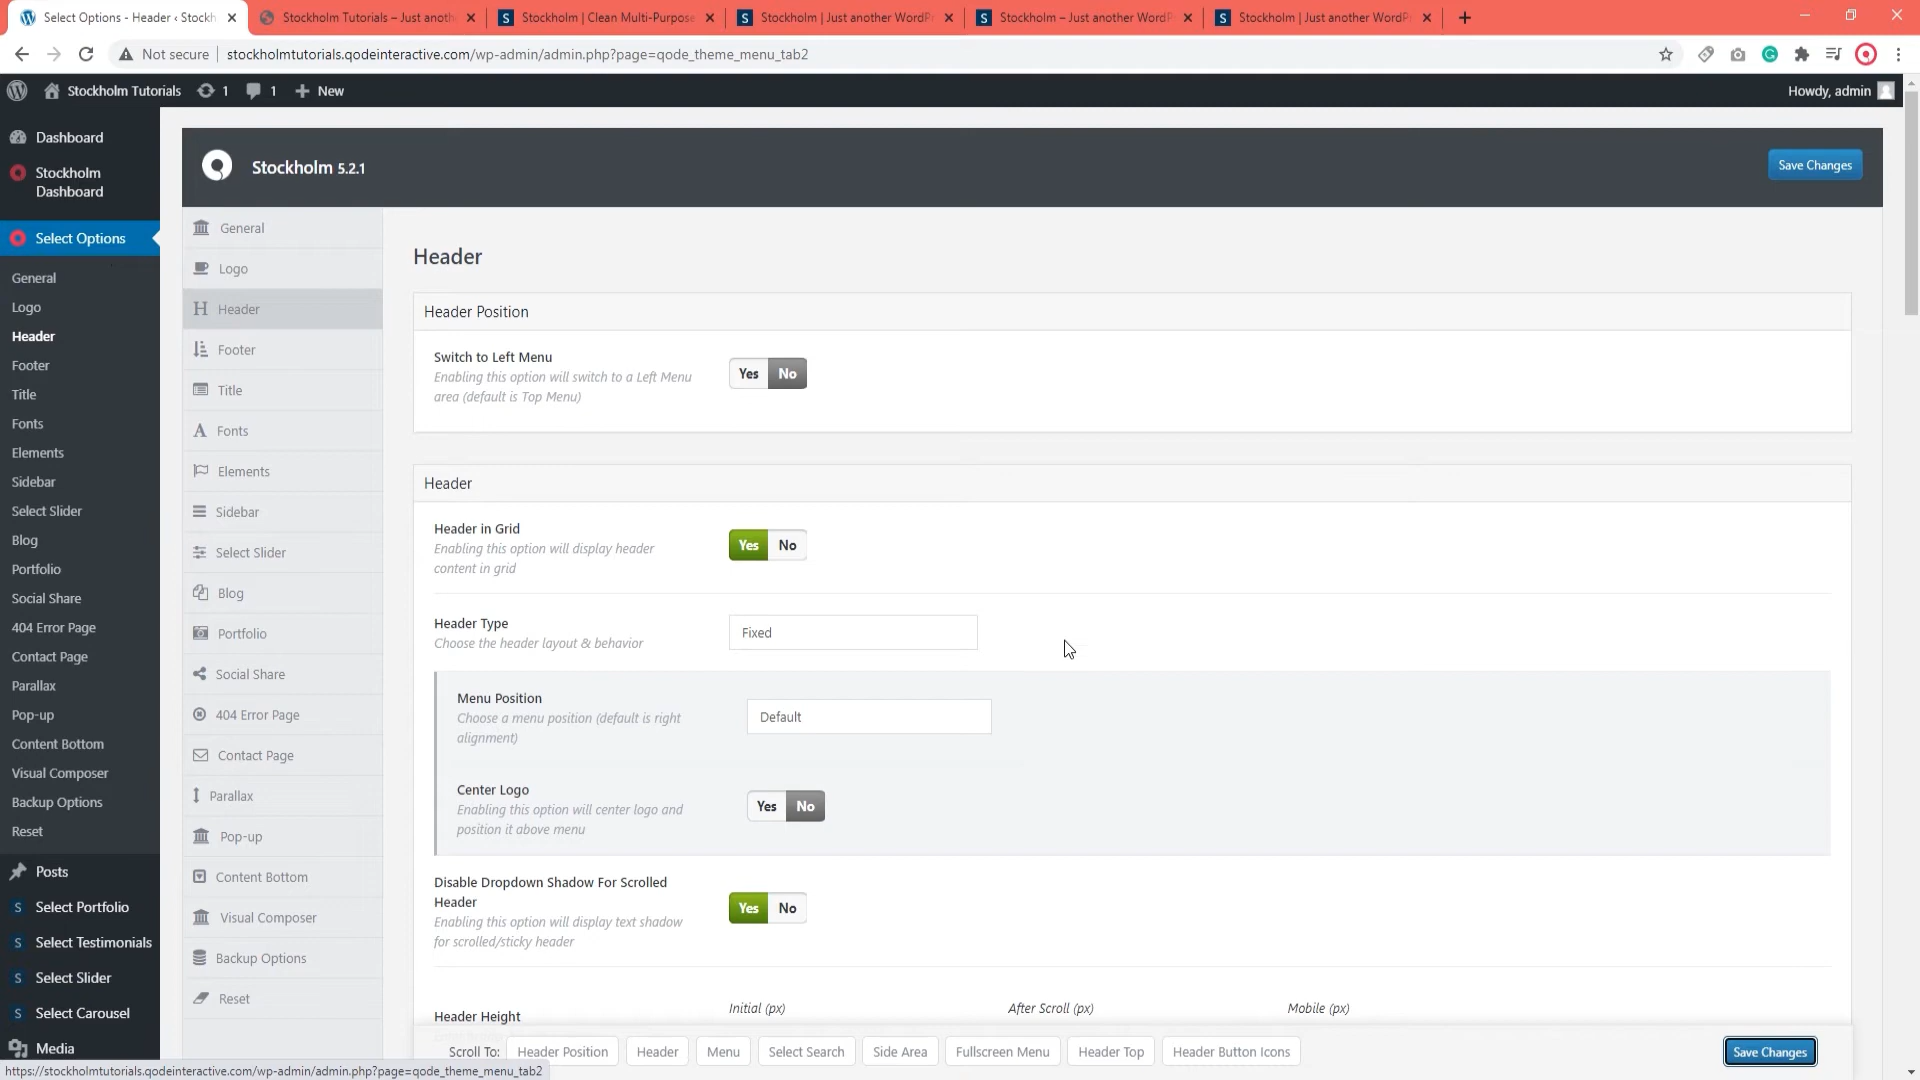 Select Options - Header ‹ Stockh
Stockholm Tutorials – Just anoth
Stockholm | Clean Multi-Purpose
Stockholm | Just another WordPr
Stockholm – Just another WordP
Stockholm | Just another WordP
Not secure
stockholmtutorials.qodeinteractive.com/wp-admin/admin.php?page=qode_theme_menu_tab2
Stockholm Tutorials
1
1
New
Howdy, admin
Dashboard
Stockholm
Dashboard
Select Options
General
Logo
Header
Footer
Title
Fonts
Elements
Sidebar
Select Slider
Blog
Portfolio
Social Share
404 Error Page
Contact Page
Parallax
Pop-up
Content Bottom
Visual Composer
Backup Options
Reset
Posts
Select Portfolio
Select Testimonials
Select Slider
Select Carousel
Media
Stockholm 5.2.1
Save Changes
General
Logo
Header
Footer
Title
Fonts
Elements
Sidebar
Select Slider
Blog
Portfolio
Social Share
404 Error Page
Contact Page
Parallax
Pop-up
Content Bottom
Visual Composer
Backup Options
Reset
Header
Header Position
Switch to Left Menu
Enabling this option will switch to a Left Menu
area (default is Top Menu)
Yes No
Header
Header in Grid
Enabling this option will display header
content in grid
Yes No
Header Type
Choose the header layout & behavior
Fixed
Menu Position
Choose a menu position (default is right
alignment)
Default
Center Logo
Enabling this option will center logo and
position it above menu
Yes No
Disable Dropdown Shadow For Scrolled
Header
Enabling this option will display text shadow
for scrolled/sticky header
Yes No
Header Height
Initial (px)
After Scroll (px)
Mobile (px)
Scroll To:
Header Position
Header
Menu
Select Search
Side Area
Fullscreen Menu
Header Top
Header Button Icons
Save Changes
https://stockholmtutorials.qodeinteractive.com/wp-admin/admin.php?page=qode_theme_menu_tab2